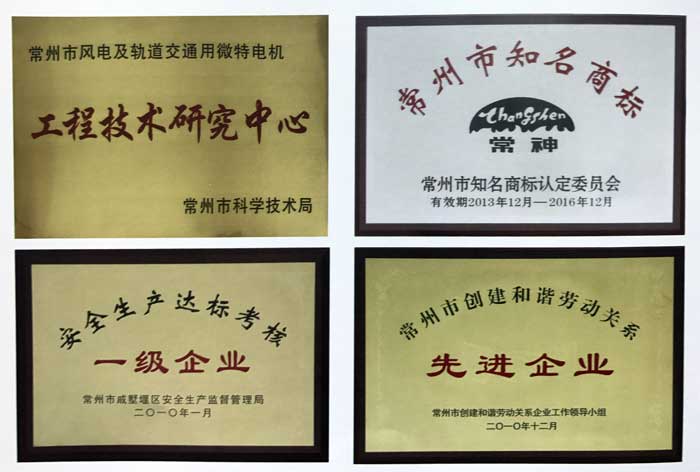 常州市风电及轨道交通用微特电机
工程技术研究中心
常州市科学技术局
常州市知名商标
Changshen
常神
常州市知名商标认定委员会
有效期2013年12月—2016年12月
安全生产达标考核
一级企业
常州市戚墅堰区安全生产监督管理局
二〇一〇年一月
常州市创建和谐劳动关系
先进企业
常州市创建和谐劳动关系企业工作领导小组
二〇一〇年十二月